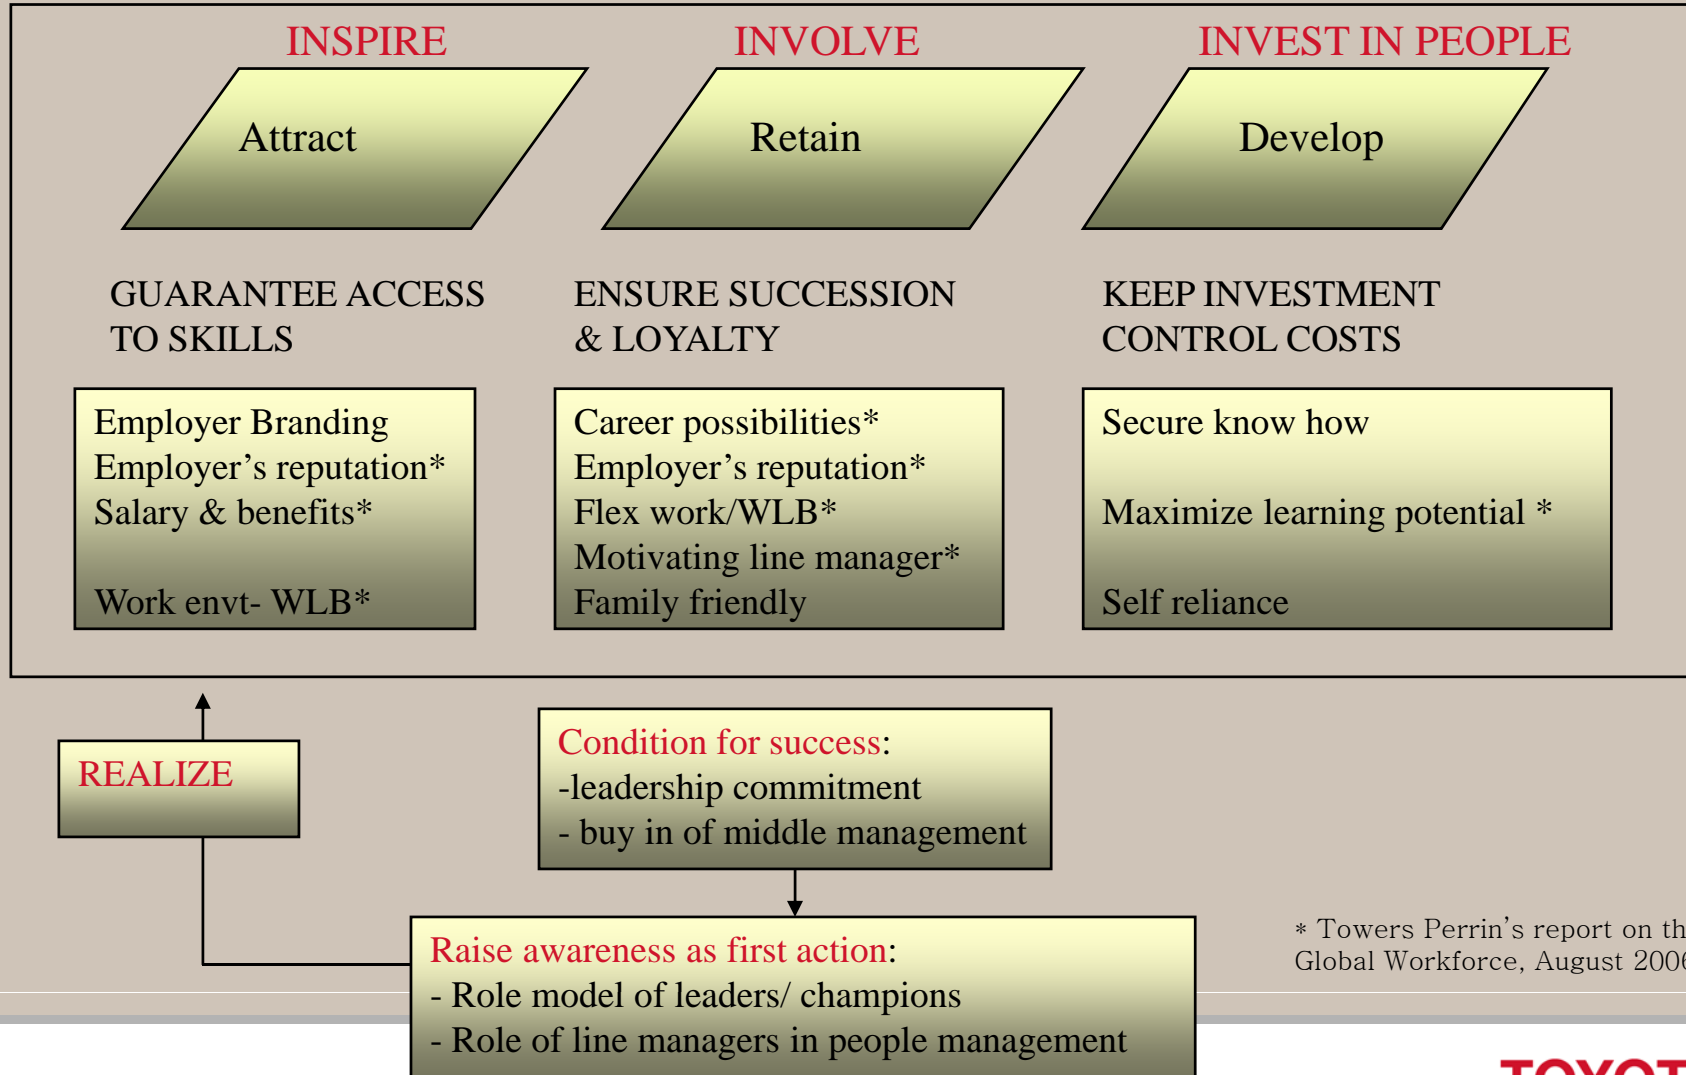 INSPIRE
INVOLVE
INVEST IN PEOPLE
Attract
Retain
Develop
GUARANTEE ACCESS
TO SKILLS
ENSURE SUCCESSION
& LOYALTY
KEEP INVESTMENT
CONTROL COSTS
Employer Branding
Employer’s reputation*
Salary & benefits*
Work envt- WLB*
Career possibilities*
Employer’s reputation*
Flex work/WLB*
Motivating line manager*
Family friendly
Secure know how
Maximize learning potential *
Self reliance
REALIZE
Condition for success:
-leadership commitment
- buy in of middle management
Raise awareness as first action:
- Role model of leaders/ champions
- Role of line managers in people management
* Towers Perrin’s report on th
Global Workforce, August 2006
TOYOT